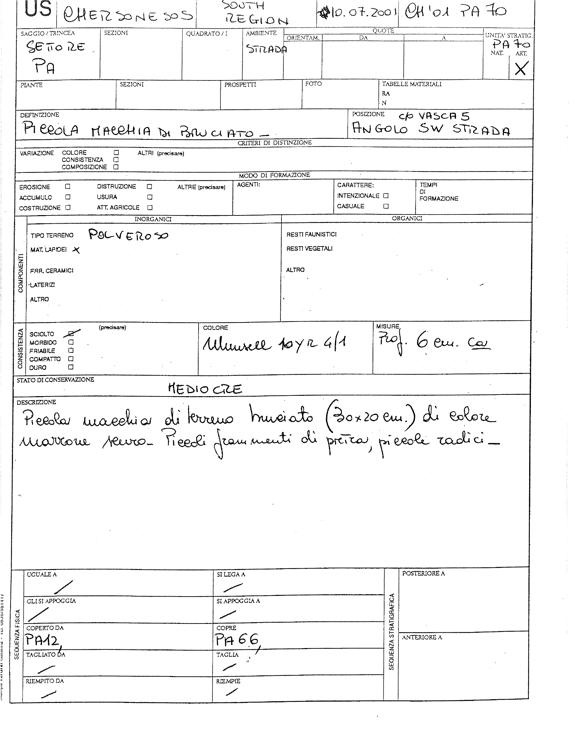 US CHERSONESOS SOUTH REGION 10.07.2001 CH'01 PA 70
SAGGIO/TRINCEA SEZIONI QUADRATO/I AMBIENTE QUOTE UNITA' STRATIG.
ORIENTAM. DA A
SETORE PA STRADA PA 70
NAT. ART.
X
PIANTE SEZIONI PROSPETTI FOTO TABELLE MATERIALI
RA
N
DEFINIZIONE POSIZIONE c/o VASCA 5
PICCOLA MACCHIA DI BRUCIATO - ANGOLO SW STRADA
CRITERI DI DISTINZIONE
VARIAZIONE COLORE ☐ ALTRI (precisare)
CONSISTENZA ☐
COMPOSIZIONE ☐
MODO DI FORMAZIONE
EROSIONE ☐ DISTRUZIONE ☐ ALTRE (precisare) AGENTI: CARATTERE: TEMPI
ACCUMULO ☐ USURA ☐ INTENZIONALE ☐ DI
COSTRUZIONE ☐ ATT. AGRICOLE ☐ CASUALE ☐ FORMAZIONE
INORGANICI ORGANICI
COMPONENTI
TIPO TERRENO POLVEROSO RESTI FAUNISTICI
MAT. LAPIDEI X RESTI VEGETALI
FRR. CERAMICI ALTRO
LATERIZI
ALTRO
CONSISTENZA
(precisare) COLORE MISURE
SCIOLTO Munsell 10 YR 4/1 Prof. 6 cm. ca
MORBIDO ☐
FRIABILE ☐
COMPATTO ☐
DURO ☐
STATO DI CONSERVAZIONE
MEDIOCRE
DESCRIZIONE
Piccola macchia di terreno bruciato (30x20 cm.) di colore
marrone scuro - Piccoli frammenti di pietra, piccole radici -
SEQUENZA FISICA
UGUALE A / SI LEGA A /
GLI SI APPOGGIA / SI APPOGGIA A /
COPERTO DA PA12, COPRE PA 66,
TAGLIATO DA / TAGLIA /
RIEMPITO DA / RIEMPIE /
SEQUENZA STRATIGRAFICA
POSTERIORE A
ANTERIORE A